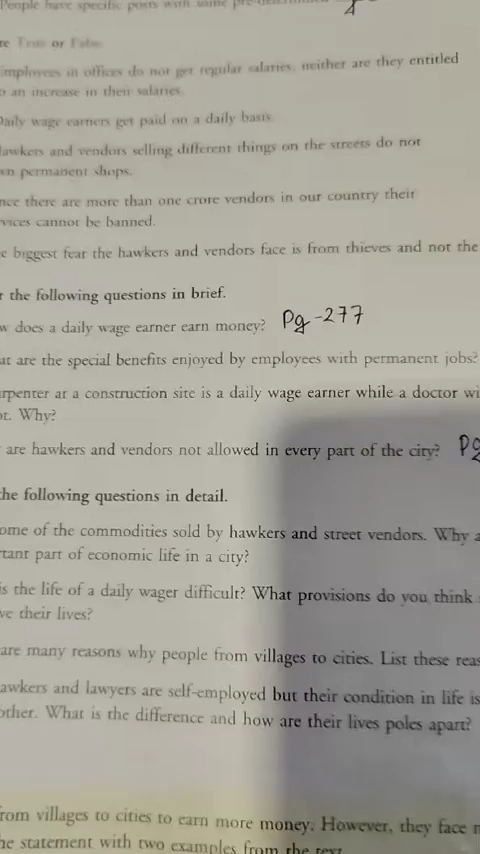 People have specific posts with some
or False
Employees in offices do not get regular salaries, neither are they entitled
o an increase in their salaries.
Daily wage earners get paid on a daily basis.
Hawkers and vendors selling different things on the streets do not
wn permanent shops.
nce there are more than one crore vendors in our country their
vices cannot be banned.
e biggest fear the hawkers and vendors face is from thieves and not the
r the following questions in brief.
w does a daily wage earner earn money? Pg-277
at are the special benefits enjoyed by employees with permanent jobs?
arpenter at a construction site is a daily wage earner while a doctor wi
ot. Why?
are hawkers and vendors not allowed in every part of the city? Pg
the following questions in detail.
ome of the commodities sold by hawkers and street vendors. Why a
rtant part of economic life in a city?
is the life of a daily wager difficult? What provisions do you think
ve their lives?
are many reasons why people from villages to cities. List these reas
awkers and lawyers are self-employed but their condition in life is
other. What is the difference and how are their lives poles apart?
rom villages to cities to earn more money. However, they face
he statement with two examples from the text.